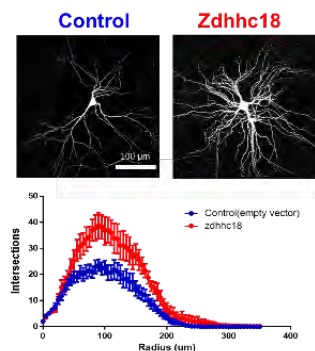 Control Zdhhc18
100 µm
50
40
30
20
10
0
Intersections
Control(empty vector)
zdhhc18
0 100 200 300 400
Radius (um)